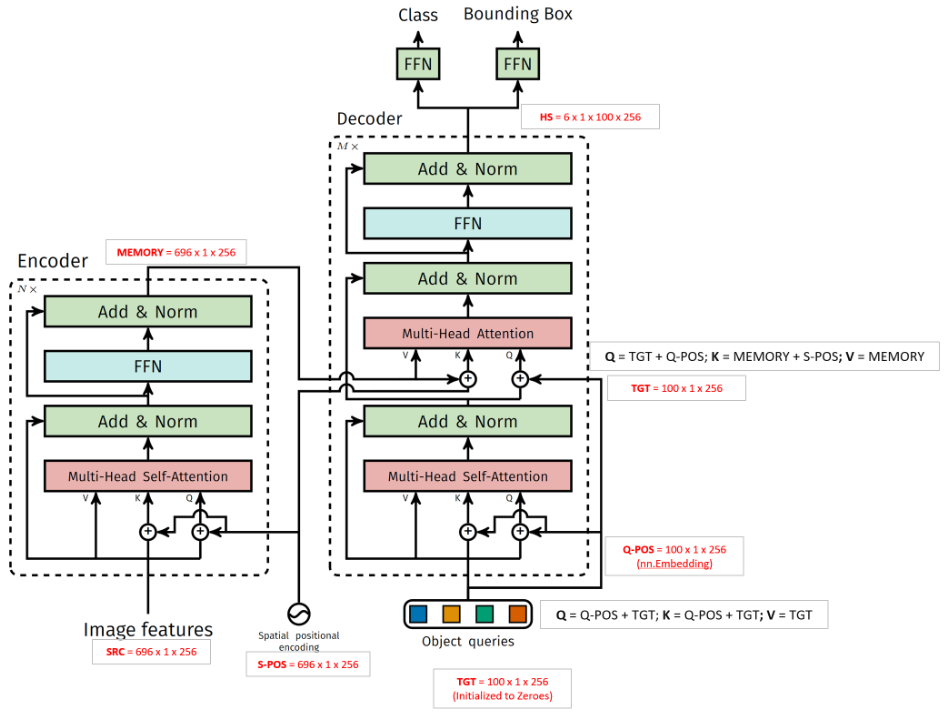 Class
Bounding Box
FFN
FFN
HS = 6 x 1 x 100 x 256
Decoder
M ×
Add & Norm
FFN
Add & Norm
Multi-Head Attention
V
K
Q
Q = TGT + Q-POS; K = MEMORY + S-POS; V = MEMORY
TGT = 100 x 1 x 256
Add & Norm
Multi-Head Self-Attention
V
K
Q
Q-POS = 100 x 1 x 256
(nn.Embedding)
Q = Q-POS + TGT; K = Q-POS + TGT; V = TGT
Object queries
TGT = 100 x 1 x 256
(Initialized to Zeroes)
MEMORY = 696 x 1 x 256
Encoder
N ×
Add & Norm
FFN
Add & Norm
Multi-Head Self-Attention
V
K
Q
Image features
SRC = 696 x 1 x 256
Spatial positional
encoding
S-POS = 696 x 1 x 256